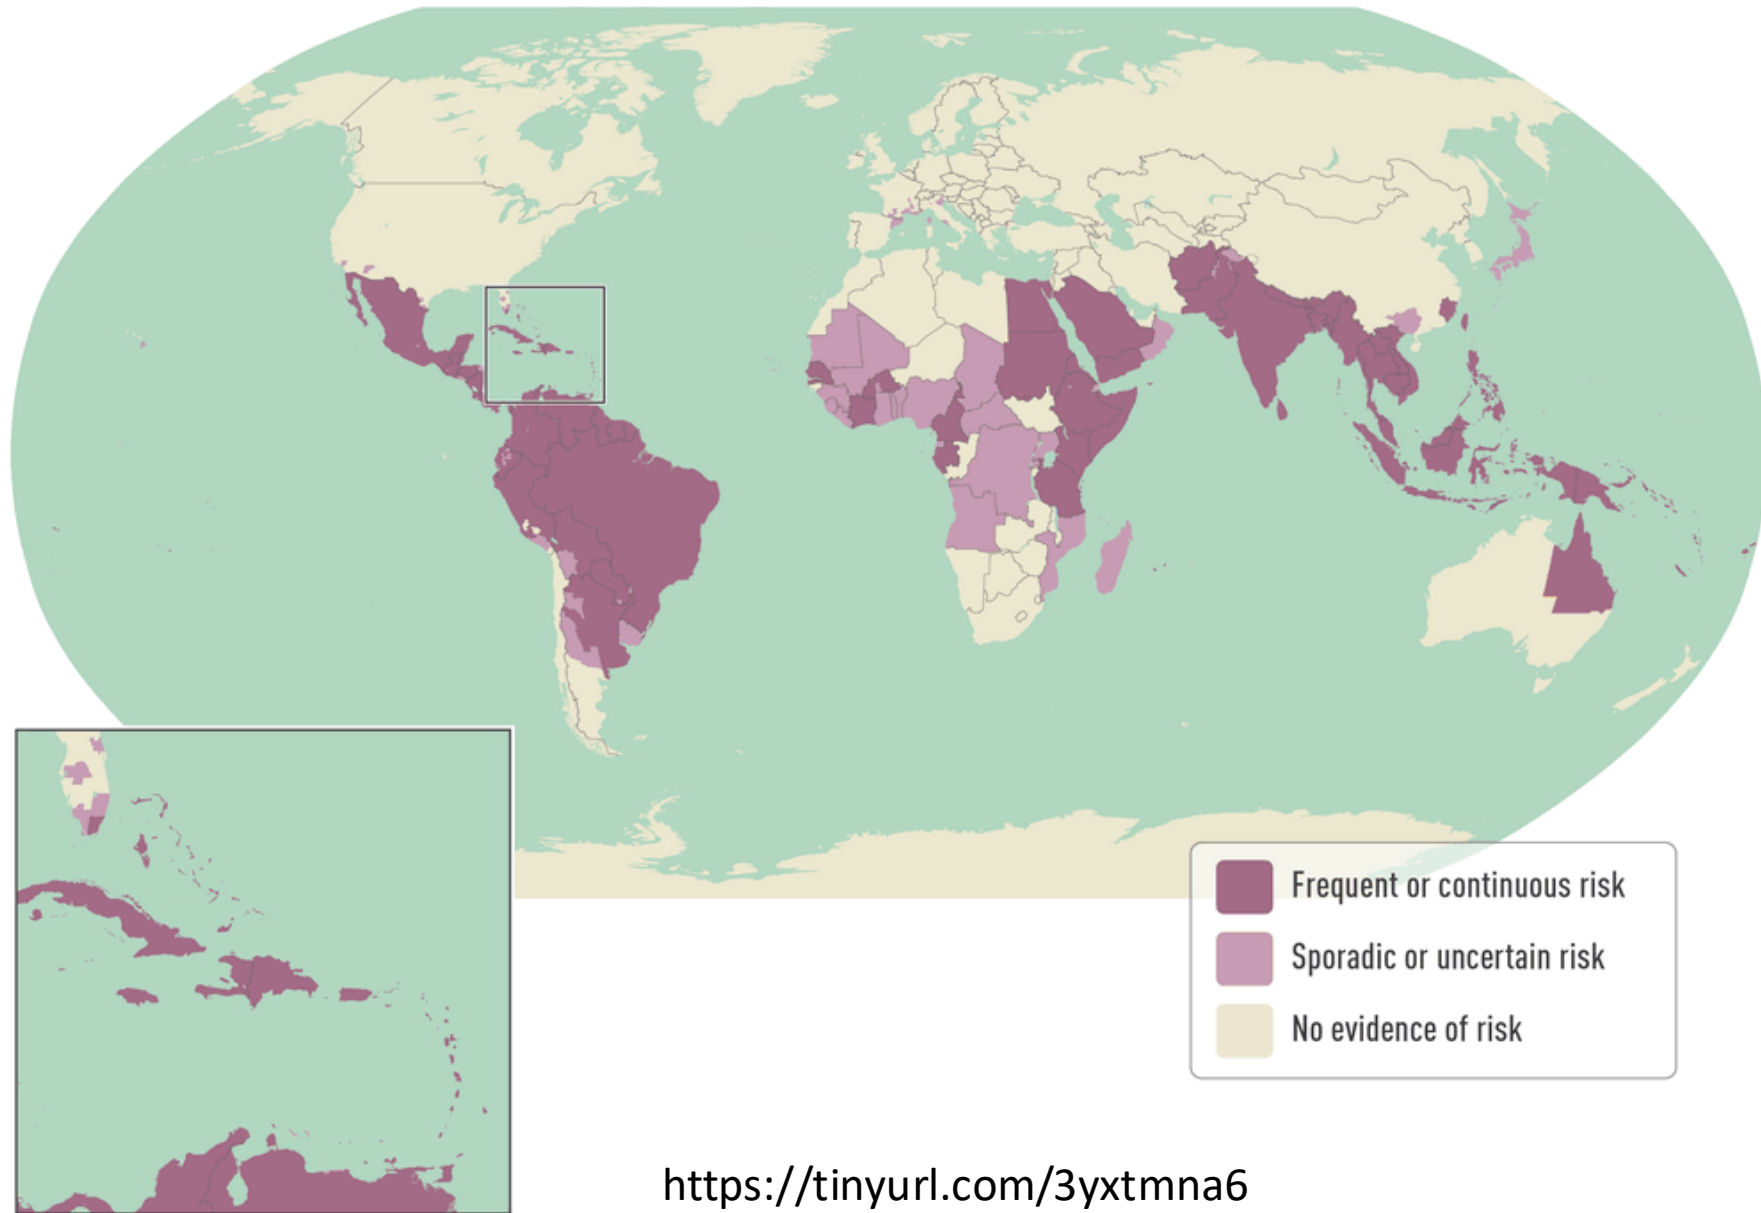 Frequent or continuous risk
Sporadic or uncertain risk
No evidence of risk
https://tinyurl.com/3yxtmna6